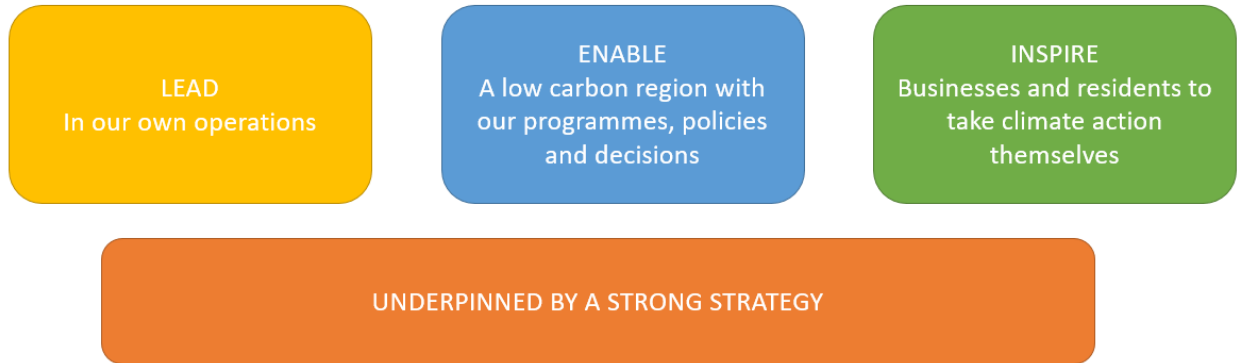 LEAD
In our own operations
ENABLE
A low carbon region with
our programmes, policies
and decisions
INSPIRE
Businesses and residents to
take climate action
themselves
UNDERPINNED BY A STRONG STRATEGY